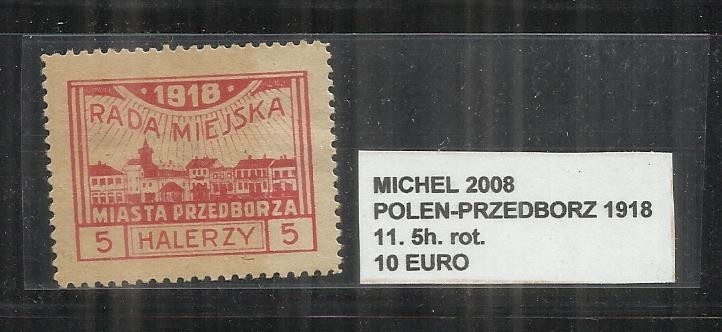 1918
RADA MIEJSKA
MIASTA PRZEDBORZA
5 HALERZY 5
MICHEL 2008
POLEN-PRZEDBORZ 1918
11. 5h. rot.
10 EURO